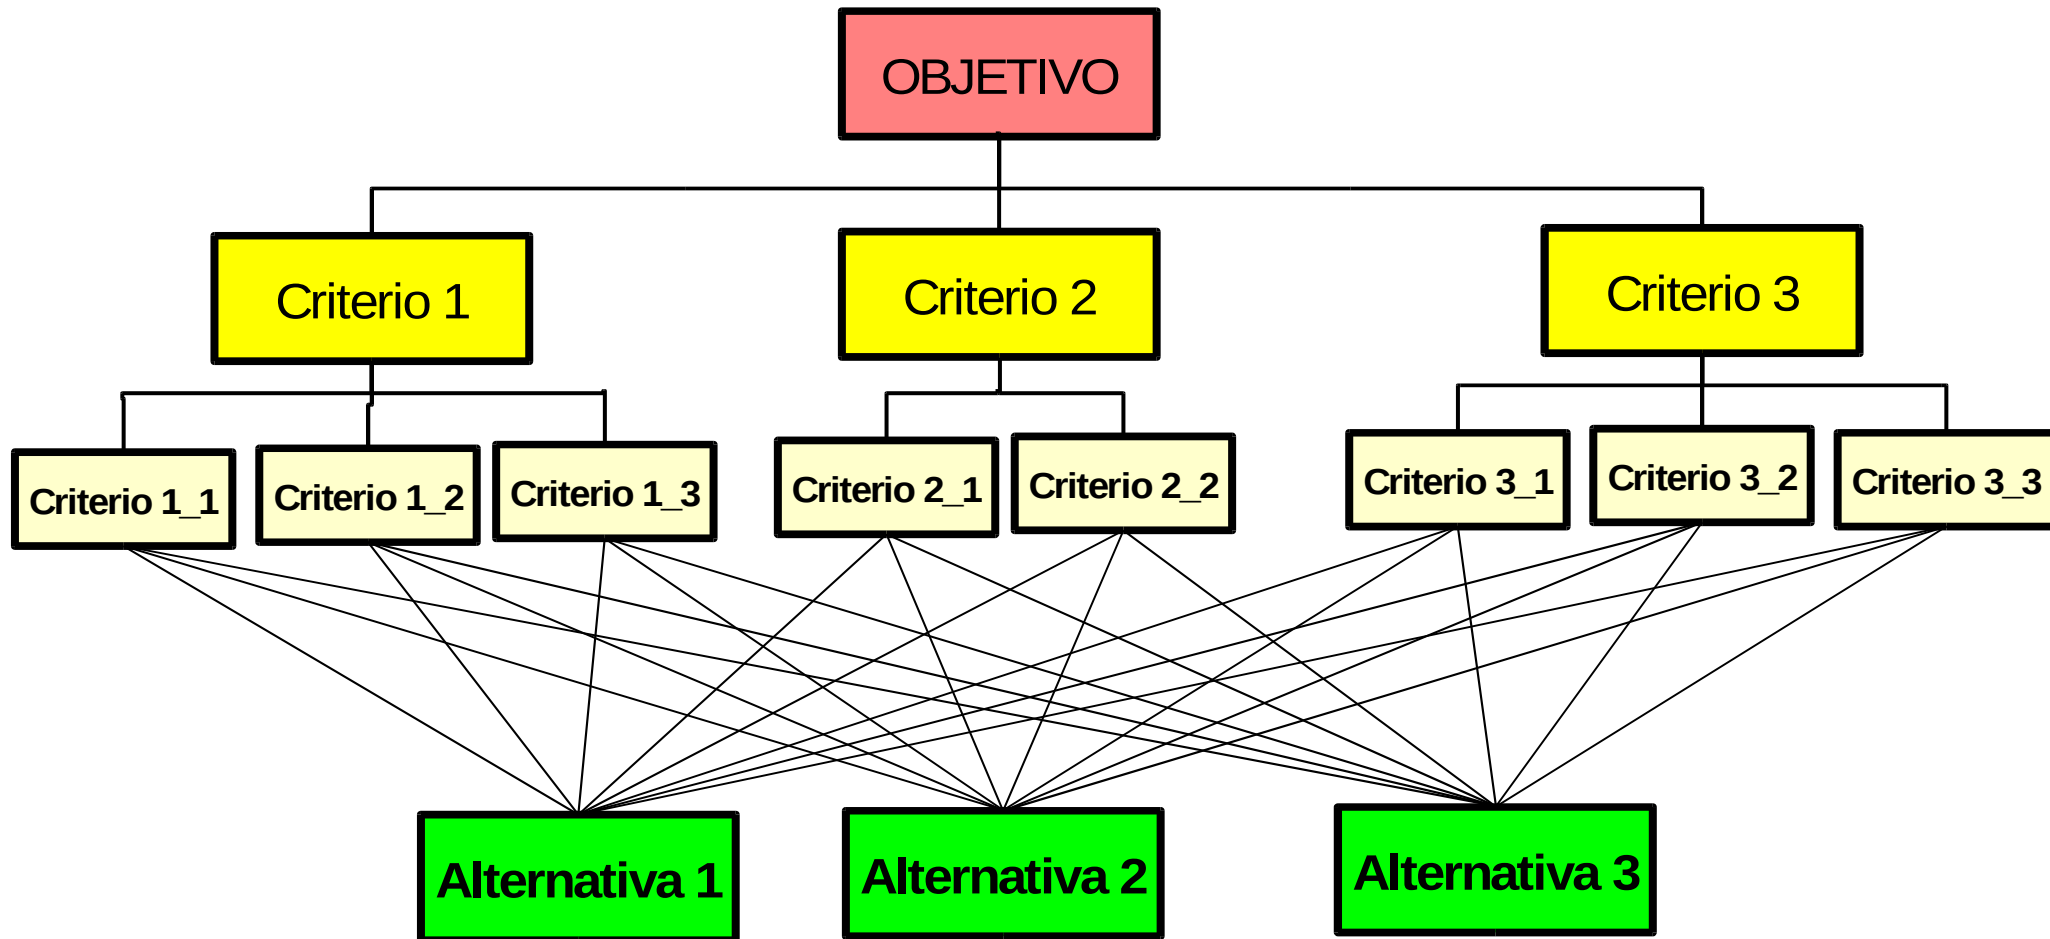 OBJETIVO
Criterio 1
Criterio 2
Criterio 3
Criterio 1_1
Criterio 1_2
Criterio 1_3
Criterio 2_1
Criterio 2_2
Criterio 3_1
Criterio 3_2
Criterio 3_3
Alternativa 1
Alternativa 2
Alternativa 3